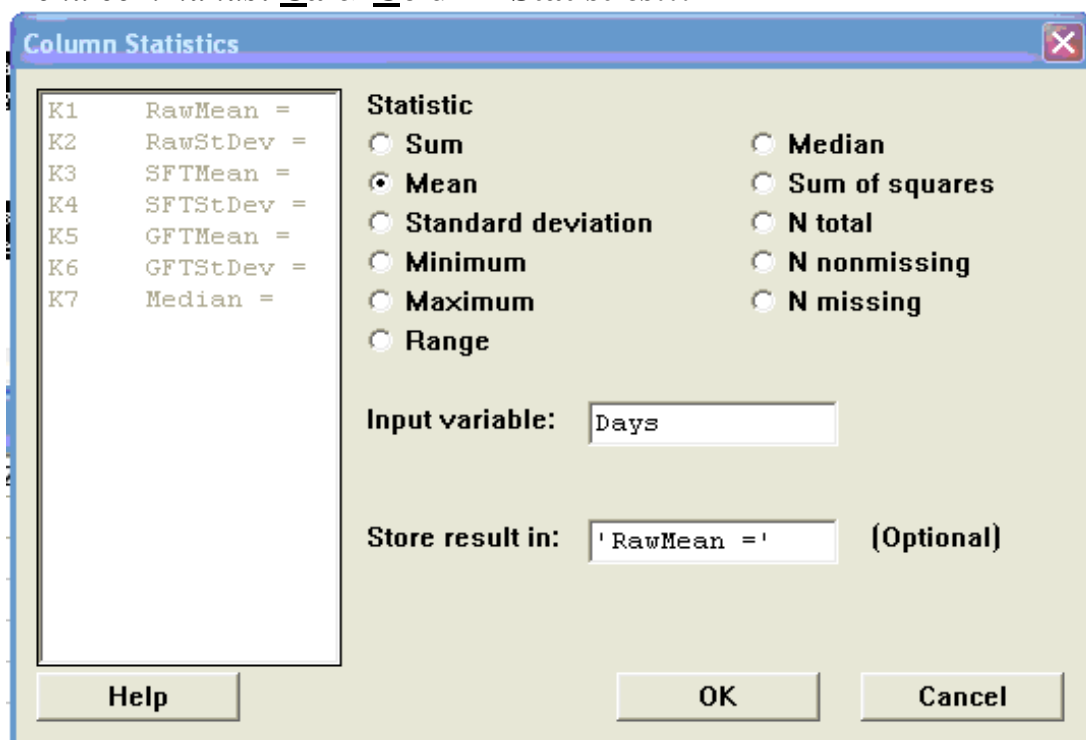 Column Statistics
K1 RawMean =
K2 RawStDev =
K3 SFTMean =
K4 SFTStDev =
K5 GFTMean =
K6 GFTStDev =
K7 Median =
Statistic
Sum
Mean
Standard deviation
Minimum
Maximum
Range
Median
Sum of squares
N total
N nonmissing
N missing
Input variable: Days
Store result in: 'RawMean =' (Optional)
Help OK Cancel